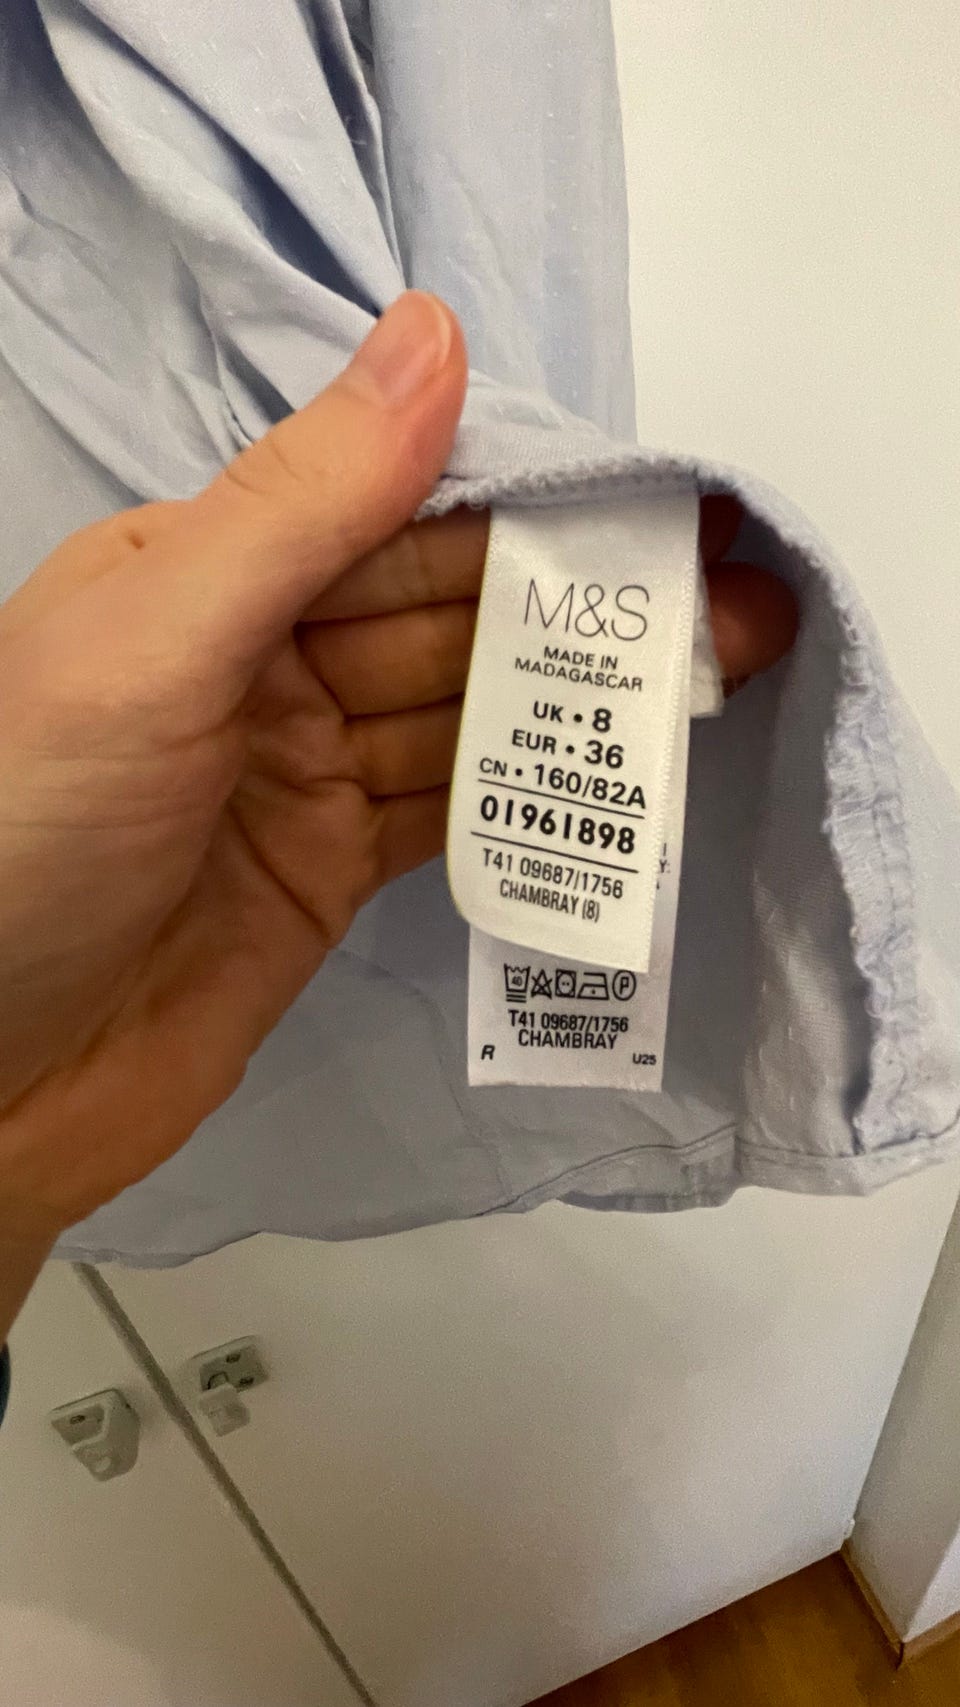 M&S
MADE IN
MADAGASCAR
UK • 8
EUR • 36
CN • 160/82A
01961898
T41 09687/1756
CHAMBRAY (8)
Y:
40
P
T41 09687/1756
CHAMBRAY
R
U25